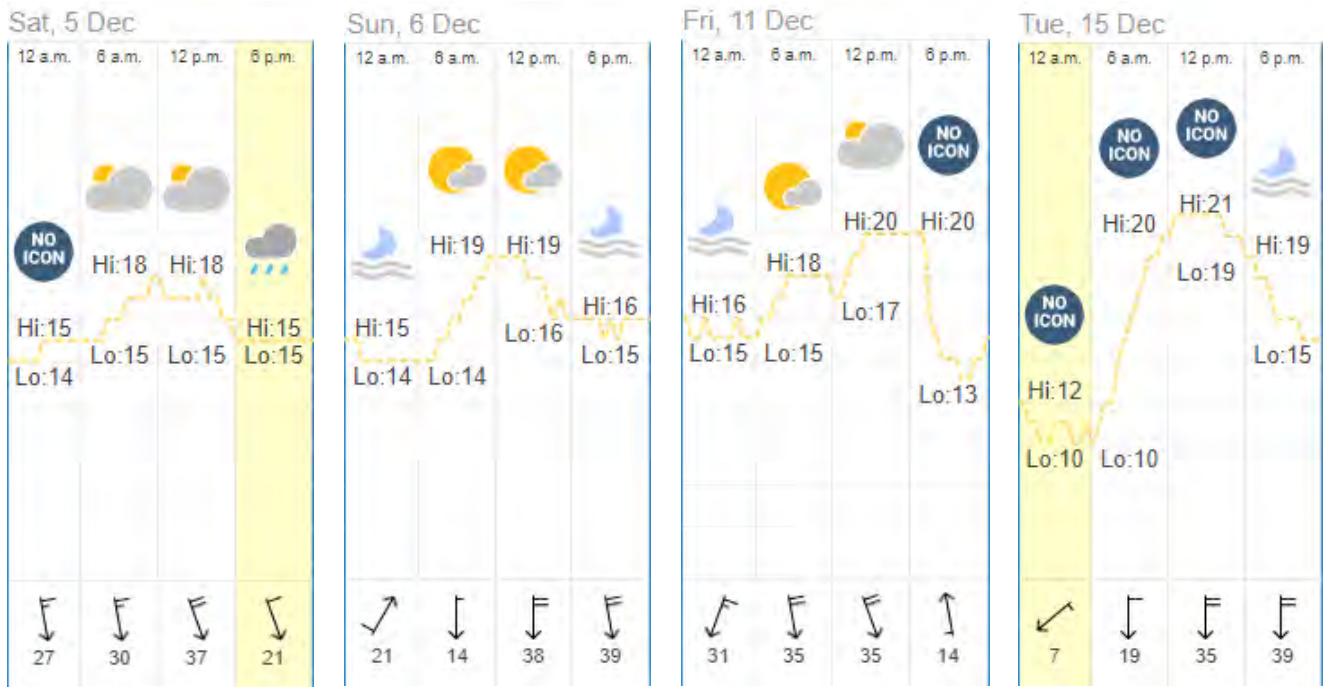 Sat, 5 Dec
12 a.m. 6 a.m. 12 p.m. 6 p.m.
NO ICON
Hi:15 Hi:18 Hi:18 Hi:15
Lo:14 Lo:15 Lo:15 Lo:15
27 30 37 21
Sun, 6 Dec
12 a.m. 6 a.m. 12 p.m. 6 p.m.
Hi:15 Hi:19 Hi:19 Hi:16
Lo:14 Lo:14 Lo:16 Lo:15
21 14 38 39
Fri, 11 Dec
12 a.m. 6 a.m. 12 p.m. 6 p.m.
NO ICON
Hi:16 Hi:18 Hi:20 Hi:20
Lo:15 Lo:15 Lo:17 Lo:13
31 35 35 14
Tue, 15 Dec
12 a.m. 6 a.m. 12 p.m. 6 p.m.
NO ICON NO ICON NO ICON
Hi:12 Hi:20 Hi:21 Hi:19
Lo:10 Lo:10 Lo:19 Lo:15
7 19 35 39